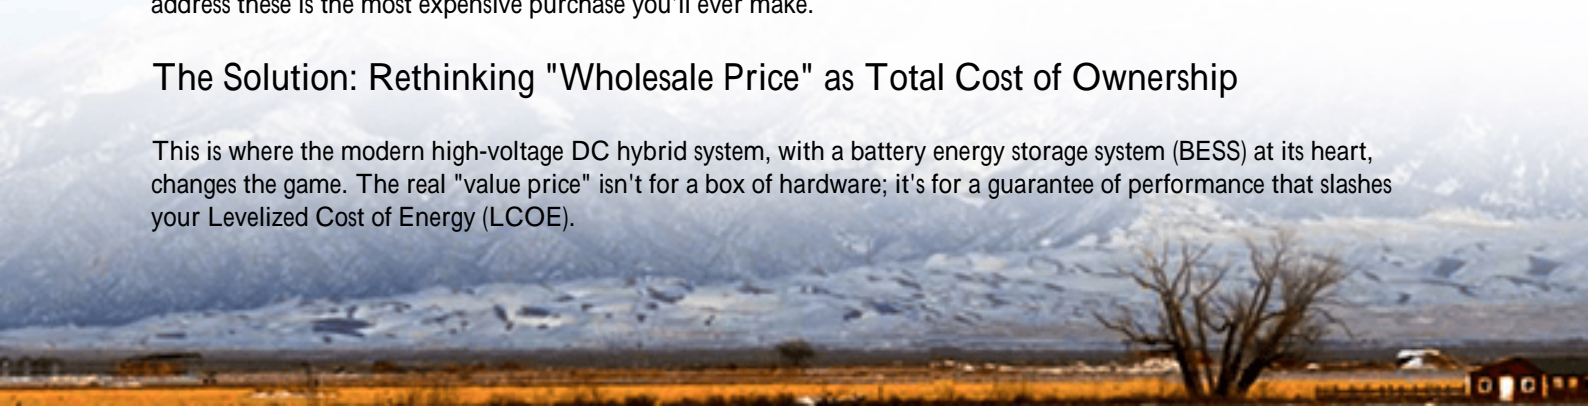 address these is the most expensive purchase you'll ever make.
The Solution: Rethinking "Wholesale Price" as Total Cost of Ownership
This is where the modern high-voltage DC hybrid system, with a battery energy storage system (BESS) at its heart,
changes the game. The real "value price" isn't for a box of hardware; it's for a guarantee of performance that slashes
your Levelized Cost of Energy (LCOE).